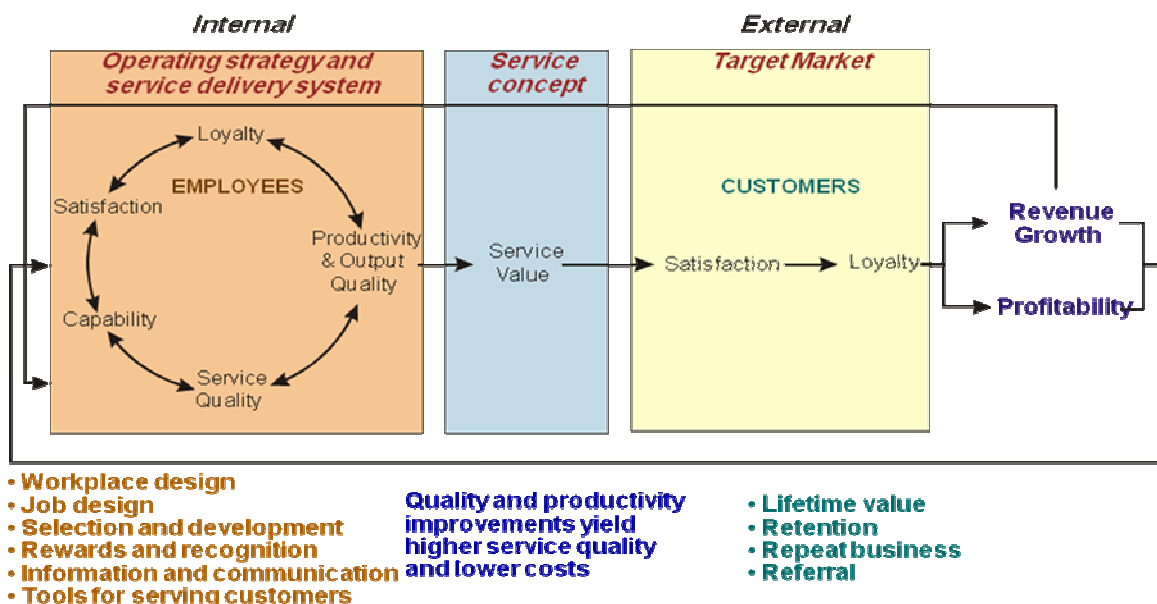 Internal
External
Operating strategy and
service delivery system
Service
concept
Target Market
Loyalty
EMPLOYEES
Satisfaction
Productivity
& Output
Quality
Capability
Service
Quality
Service
Value
CUSTOMERS
Satisfaction
Loyalty
Revenue
Growth
Profitability
• Workplace design
• Job design
• Selection and development
• Rewards and recognition
• Information and communication
• Tools for serving customers
Quality and productivity
improvements yield
higher service quality
and lower costs
• Lifetime value
• Retention
• Repeat business
• Referral